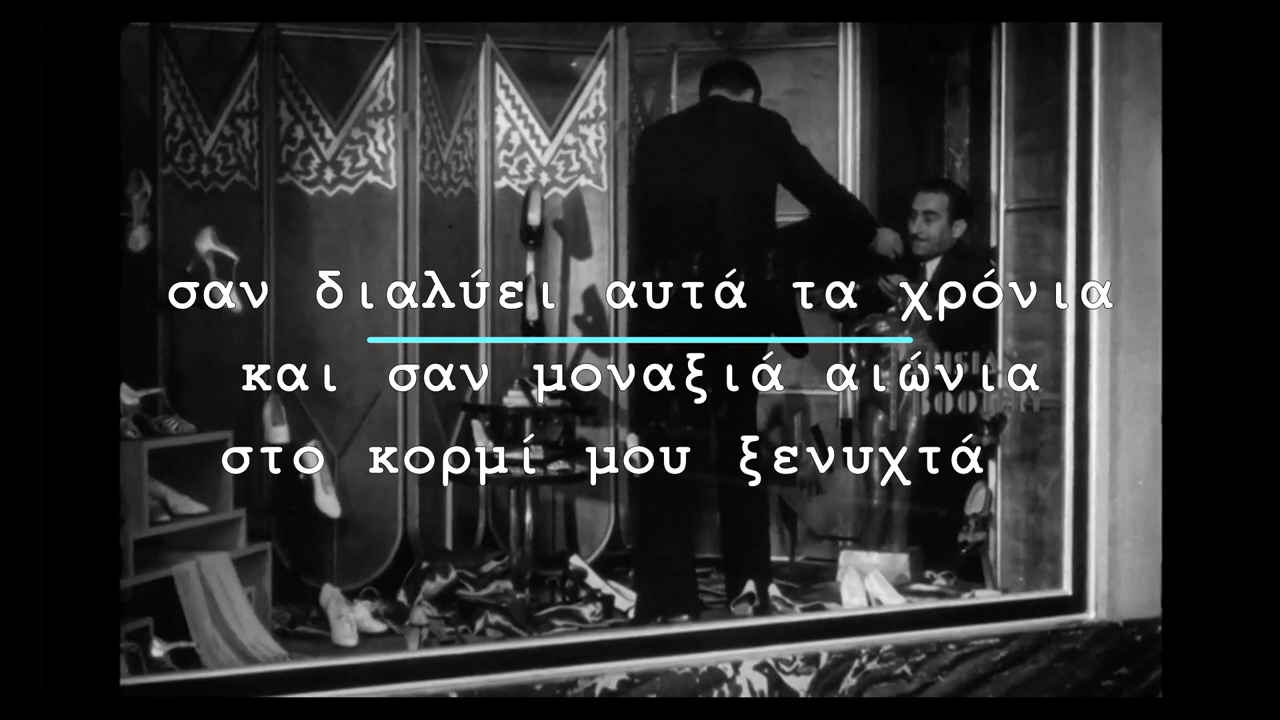 σαν διαλύει αυτά τα χρόνια
και σαν μοναξιά αιώνια
στο κορμί μου ξενυχτά